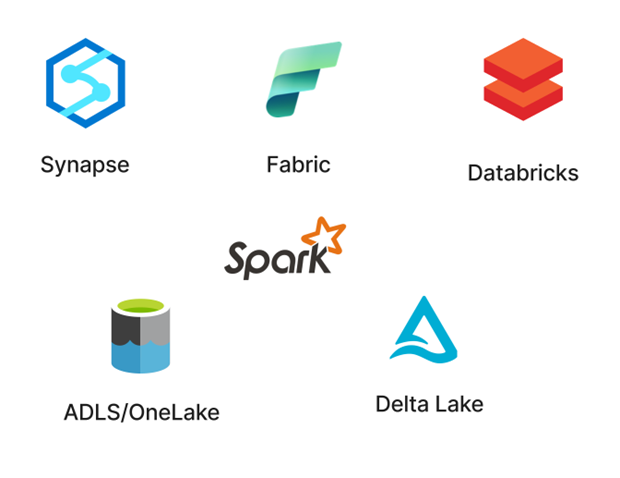 Synapse
Fabric
Databricks
Spark
ADLS/OneLake
Delta Lake